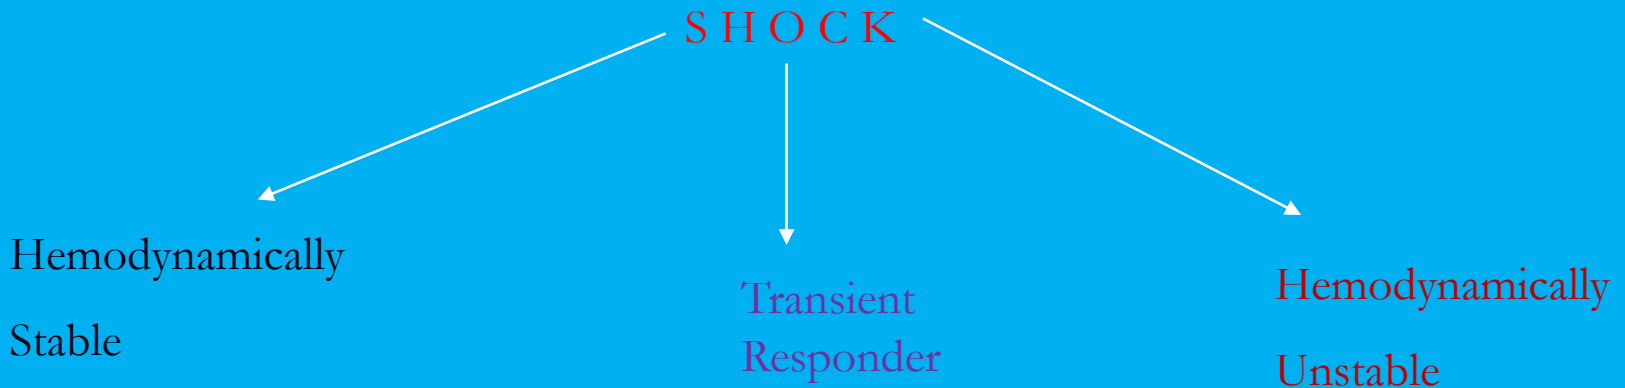 S H O C K
Hemodynamically
Stable
Transient
Responder
Hemodynamically
Unstable